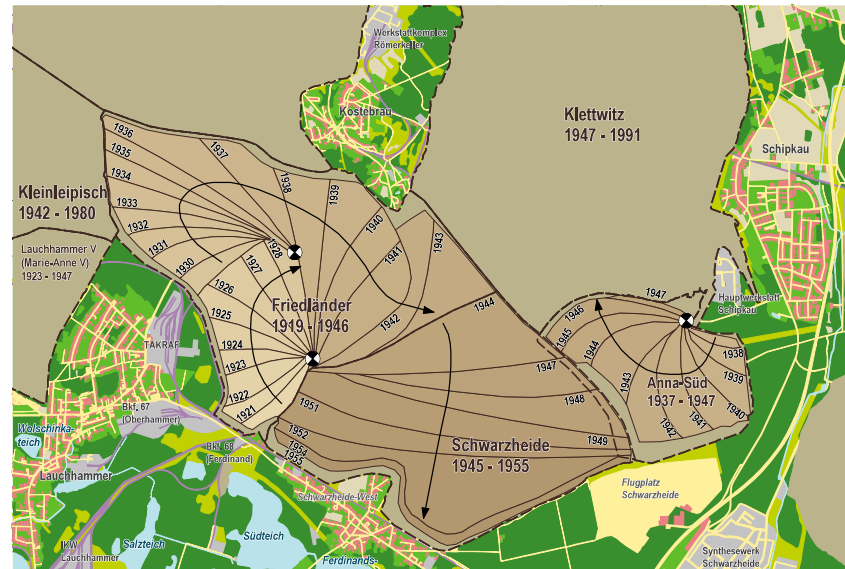 Werkstattkomplex
Römerkeller
Kostebrau
Klettwitz
1947 - 1991
Schipkau
Kleinleipisch
1942 - 1980
Lauchhammer V
(Marie-Anne V)
1923 - 1947
1936
1935
1934
1933
1932
1931
1930
1937
1938
1939
1940
1941
1943
1942
1944
1928
1927
1926
1925
1924
1923
1922
1921
Friedländer
1919 - 1946
Hauptwerkstatt
Schipkau
1947
1946
1945
1944
1943
1942
1941
1940
1939
1938
Anna-Süd
1937 - 1947
TAKRAF
Bkf. 67
(Oberhammer)
Wolschinka-
teich
Lauchhammer
Bkf. 68
(Ferdinand)
1951
1952
1954
1955
1947
1948
1949
Schwarzheide
1945 - 1955
Schwarzheide-West
Flugplatz
Schwarzheide
Südteich
Salzteich
KW
Lauchhammer
Ferdinands-
Synthesewerk
Schwarzheide